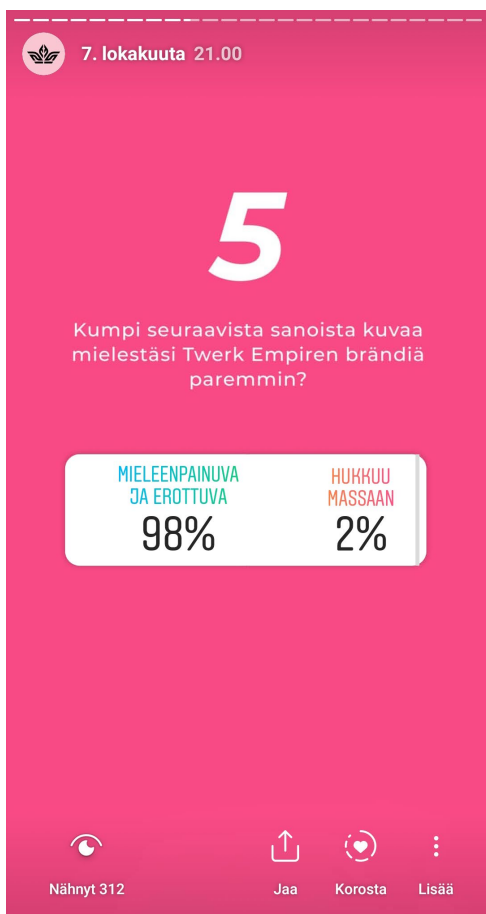 7. lokakuuta 21.00
5
Kumpi seuraavista sanoista kuvaa
mielestäsi Twerk Empiren brändiä
paremmin?
MIELEENPAINUVA
JA EROTTUVA
98%
HUKKUU
MASSAAN
2%
Nähnyt 312
Jaa
Korosta
Lisää